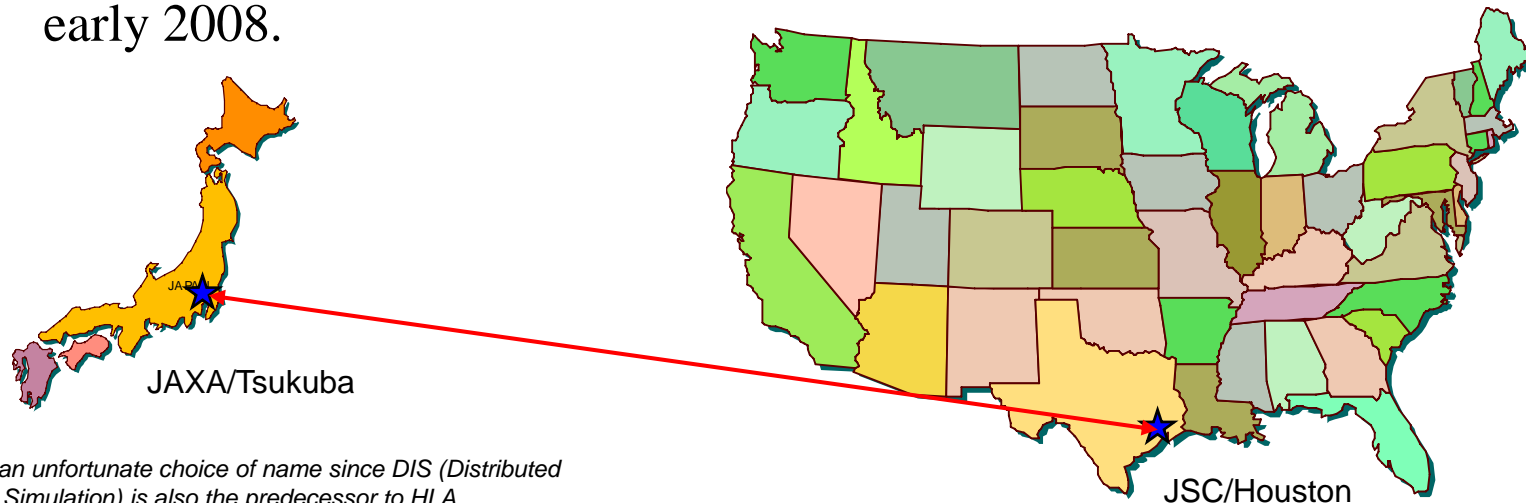 early 2008.
JAXA/Tsukuba
an unfortunate choice of name since DIS (Distributed
Simulation) is also the predecessor to HLA
JSC/Houston